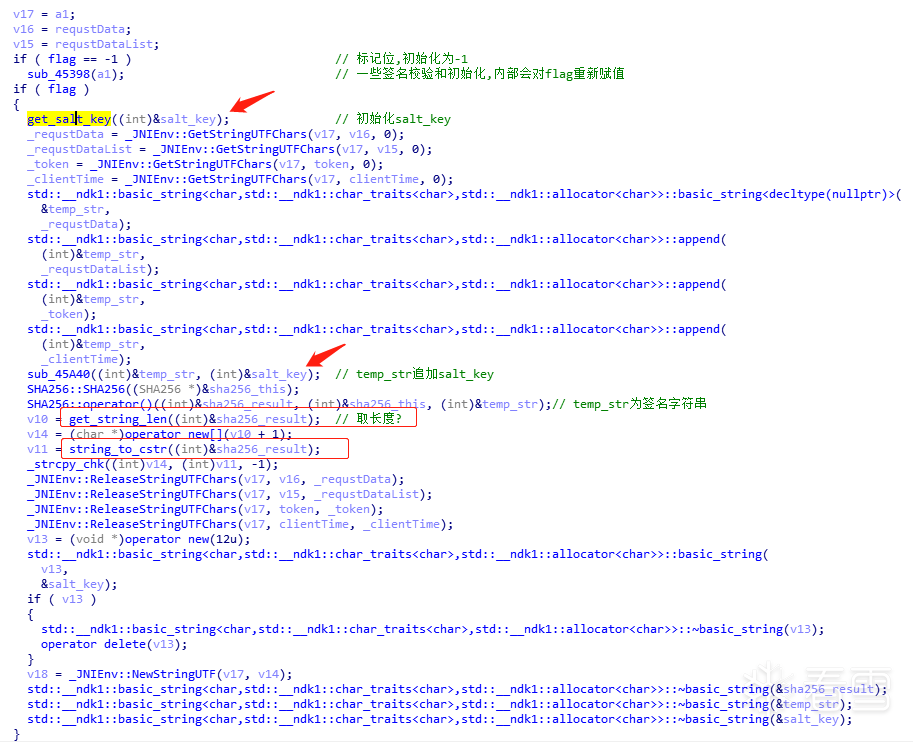 v17 = a1;
v16 = requstData;
v15 = requstDataList;
if ( flag == -1 ) // 标记位,初始化为-1
sub_45398(a1); // 一些签名校验和初始化,内部会对flag重新赋值
if ( flag )
{
get_salt_key((int)&salt_key); // 初始化salt_key
_requstData = _JNIEnv::GetStringUTFChars(v17, v16, 0);
_requstDataList = _JNIEnv::GetStringUTFChars(v17, v15, 0);
_token = _JNIEnv::GetStringUTFChars(v17, token, 0);
_clientTime = _JNIEnv::GetStringUTFChars(v17, clientTime, 0);
std::__ndk1::basic_string<char,std::__ndk1::char_traits<char>,std::__ndk1::allocator<char>>::basic_string<decltype(nullptr)>(
&temp_str,
_requstData);
std::__ndk1::basic_string<char,std::__ndk1::char_traits<char>,std::__ndk1::allocator<char>>::append(
(int)&temp_str,
_requstDataList);
std::__ndk1::basic_string<char,std::__ndk1::char_traits<char>,std::__ndk1::allocator<char>>::append(
(int)&temp_str,
_token);
std::__ndk1::basic_string<char,std::__ndk1::char_traits<char>,std::__ndk1::allocator<char>>::append(
(int)&temp_str,
_clientTime);
sub_45A40((int)&temp_str, (int)&salt_key); // temp_str追加salt_key
SHA256::SHA256((SHA256 *)&sha256_this);
SHA256::operator()((int)&sha256_result, (int)&sha256_this, (int)&temp_str);// temp_str为签名字符串
v10 = get_string_len((int)&sha256_result); // 取长度?
v14 = (char *)operator new[](v10 + 1);
v11 = string_to_cstr((int)&sha256_result);
_strcpy_chk((int)v14, (int)v11, -1);
_JNIEnv::ReleaseStringUTFChars(v17, v16, _requstData);
_JNIEnv::ReleaseStringUTFChars(v17, v15, _requstDataList);
_JNIEnv::ReleaseStringUTFChars(v17, token, _token);
_JNIEnv::ReleaseStringUTFChars(v17, clientTime, _clientTime);
v13 = (void *)operator new(12u);
std::__ndk1::basic_string<char,std::__ndk1::char_traits<char>,std::__ndk1::allocator<char>>::basic_string(
v13,
&salt_key);
if ( v13 )
{
std::__ndk1::basic_string<char,std::__ndk1::char_traits<char>,std::__ndk1::allocator<char>>::~basic_string(v13);
operator delete(v13);
}
v18 = _JNIEnv::NewStringUTF(v17, v14);
std::__ndk1::basic_string<char,std::__ndk1::char_traits<char>,std::__ndk1::allocator<char>>::~basic_string(&sha256_result);
std::__ndk1::basic_string<char,std::__ndk1::char_traits<char>,std::__ndk1::allocator<char>>::~basic_string(&temp_str);
std::__ndk1::basic_string<char,std::__ndk1::char_traits<char>,std::__ndk1::allocator<char>>::~basic_string(&salt_key);
}
看雪